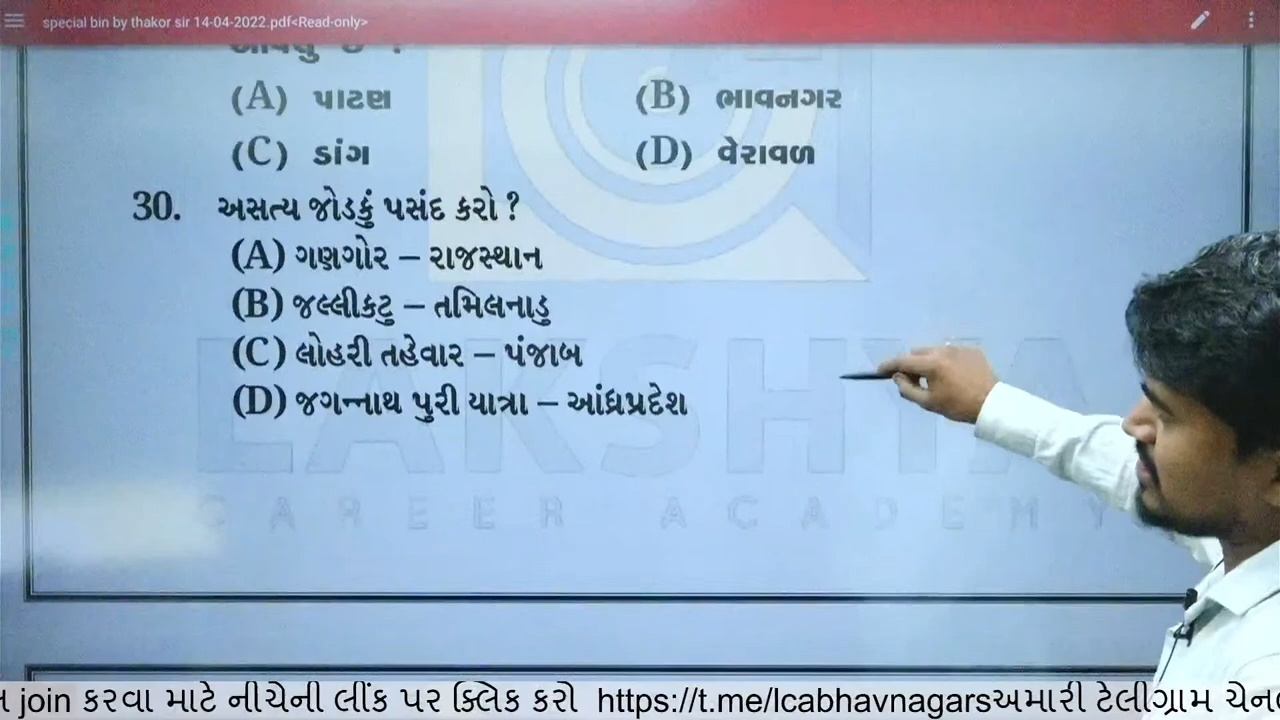 special bin by thakor sir 14-04-2022.pdf<Read-only>
(A) પાટણ (B) ભાવનગર
(C) ડાંગ (D) વેરાવળ
30. અસત્ય જોડકું પસંદ કરો ?
(A) ગણગોર – રાજસ્થાન
(B) જલ્લીકટુ – તમિલનાડુ
(C) લોહરી તહેવાર – પંજાબ
(D) જગન્નાથ પુરી યાત્રા – આંધ્રપ્રદેશ
LAKSHYA
CAREER ACADEMY
join કરવા માટે નીચેની લીંક પર ક્લિક કરો https://t.me/lcabhavnagarsઅમારી ટેલીગ્રામ